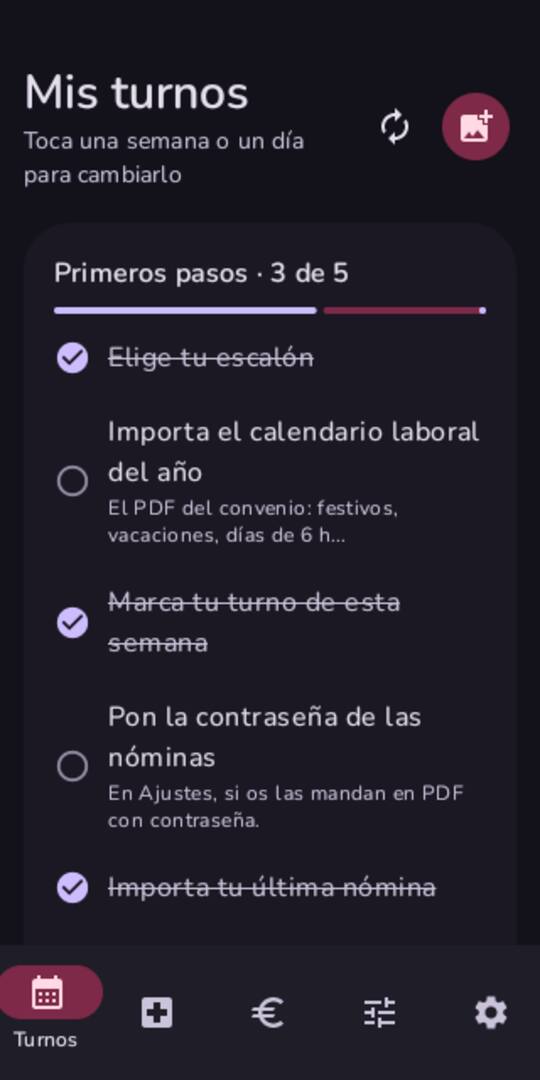 Mis turnos
Toca una semana o un día
para cambiarlo
Primeros pasos · 3 de 5
Elige tu escalón
Importa el calendario laboral
del año
El PDF del convenio: festivos,
vacaciones, días de 6 h...
Marca tu turno de esta
semana
Pon la contraseña de las
nóminas
En Ajustes, si os las mandan en PDF
con contraseña.
Importa tu última nómina
Turnos